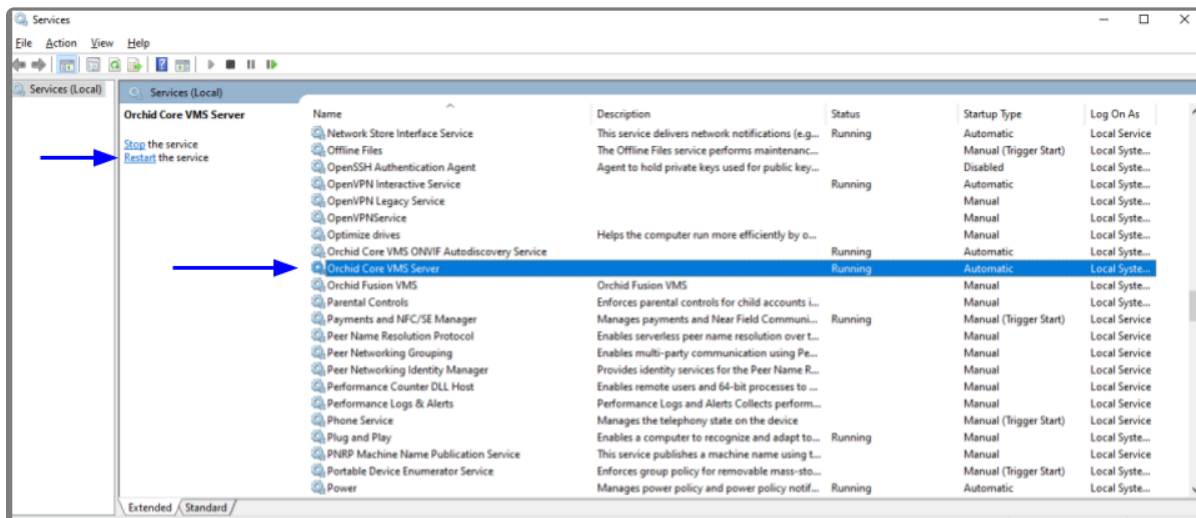 Services
File Action View Help
Services (Local)
Services (Local)
Orchid Core VMS Server
Stop the service
Restart the service
Name Description Status Startup Type Log On As
Network Store Interface Service This service delivers network notifications (e.g... Running Automatic Local Service
Offline Files The Offline Files service performs maintenanc... Manual (Trigger Start) Local Syste...
OpenSSH Authentication Agent Agent to hold private keys used for public key... Disabled Local Syste...
OpenVPN Interactive Service Running Automatic Local Syste...
OpenVPN Legacy Service Manual Local Syste...
OpenVPNService Manual Local Syste...
Optimize drives Helps the computer run more efficiently by o... Manual Local Syste...
Orchid Core VMS ONVIF Autodiscovery Service Running Automatic Local Syste...
Orchid Core VMS Server Running Automatic Local Syste...
Orchid Fusion VMS Orchid Fusion VMS Manual Local Syste...
Parental Controls Enforces parental controls for child accounts i... Manual Local Syste...
Payments and NFC/SE Manager Manages payments and Near Field Communi... Running Manual (Trigger Start) Local Service
Peer Name Resolution Protocol Enables serverless peer name resolution over t... Manual Local Service
Peer Networking Grouping Enables multi-party communication using Pe... Manual Local Service
Peer Networking Identity Manager Provides identity services for the Peer Name R... Manual Local Service
Performance Counter DLL Host Enables remote users and 64-bit processes to ... Manual Local Service
Performance Logs & Alerts Performance Logs and Alerts Collects perform... Manual Local Service
Phone Service Manages the telephony state on the device Manual (Trigger Start) Local Service
Plug and Play Enables a computer to recognize and adapt to... Running Manual Local Syste...
PNRP Machine Name Publication Service This service publishes a machine name using t... Manual Local Service
Portable Device Enumerator Service Enforces group policy for removable mass-sto... Manual (Trigger Start) Local Syste...
Power Manages power policy and power policy notif... Running Automatic Local Syste...
Extended Standard